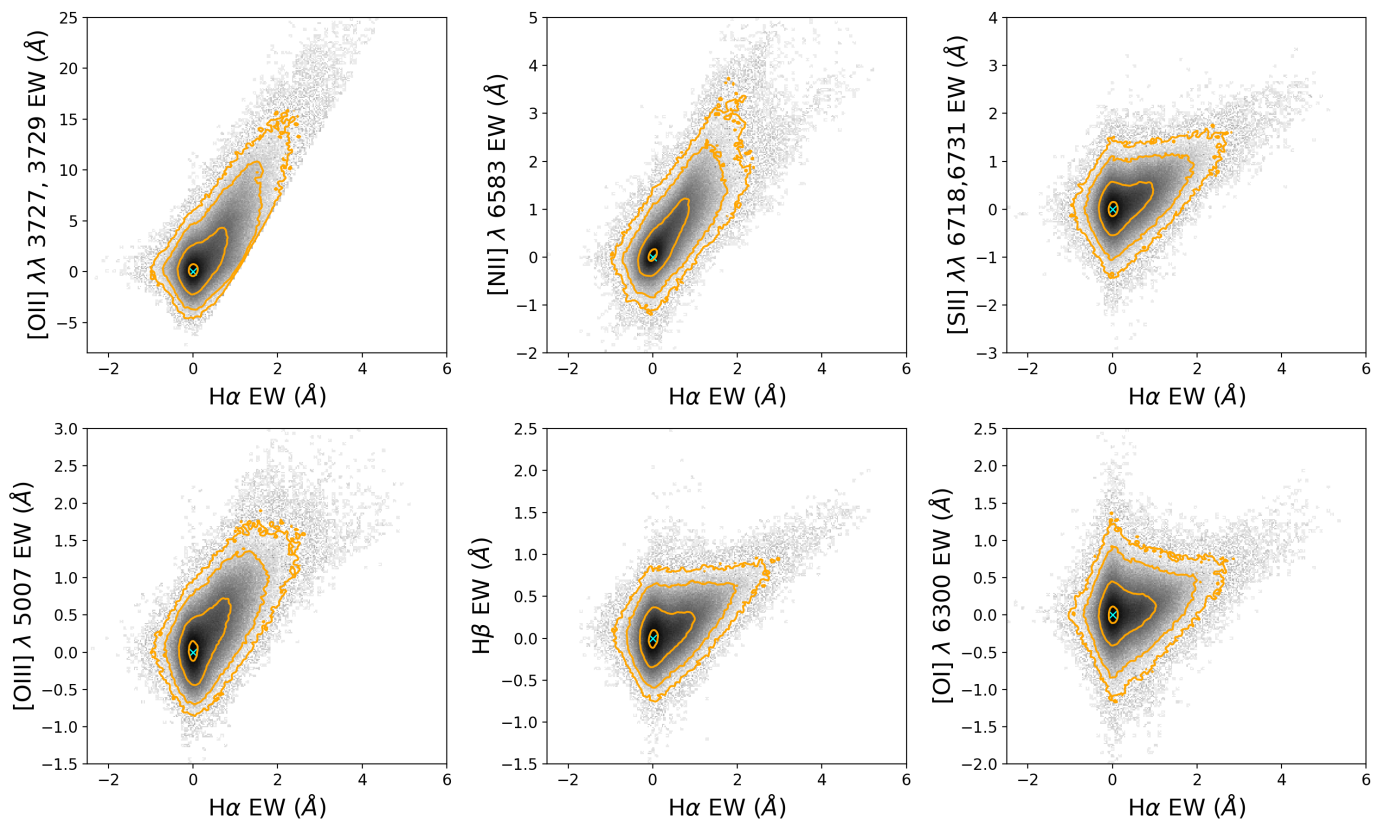 [OII] λλ 3727, 3729 EW (Å)
25
20
15
10
5
0
−5
−2 0 2 4 6
Hα EW (Å)
[NII] λ 6583 EW (Å)
5
4
3
2
1
0
−1
−2
−2 0 2 4 6
Hα EW (Å)
[SII] λλ 6718,6731 EW (Å)
4
3
2
1
0
−1
−2
−3
−2 0 2 4 6
Hα EW (Å)
[OIII] λ 5007 EW (Å)
3.0
2.5
2.0
1.5
1.0
0.5
0.0
−0.5
−1.0
−1.5
−2 0 2 4 6
Hα EW (Å)
Hβ EW (Å)
2.5
2.0
1.5
1.0
0.5
0.0
−0.5
−1.0
−1.5
−2 0 2 4 6
Hα EW (Å)
[OI] λ 6300 EW (Å)
2.5
2.0
1.5
1.0
0.5
0.0
−0.5
−1.0
−1.5
−2.0
−2 0 2 4 6
Hα EW (Å)